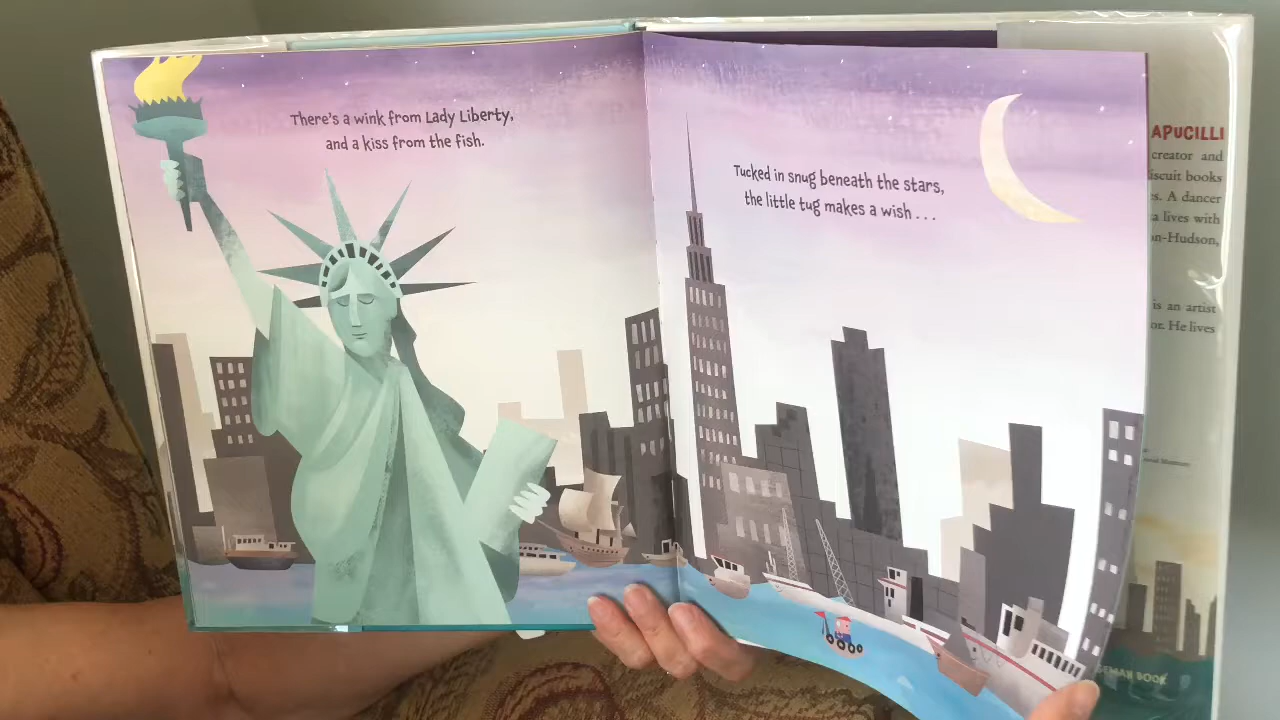 There's a wink from Lady Liberty,
and a kiss from the fish.
Tucked in snug beneath the stars,
the little tug makes a wish . . .
APUCILLI
creator and
iscuit books
s. A dancer
a lives with
n-Hudson,
is an artist
or. He lives
BOOK